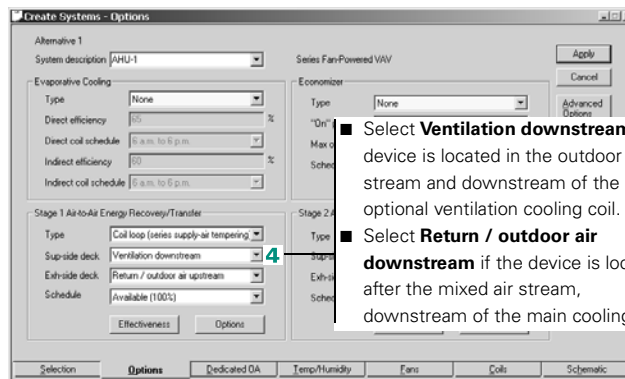 Create Systems - Options
Alternative 1
System description AHU-1 Series Fan-Powered VAV
Apply
Cancel
Advanced Options
Evaporative Cooling
Type None
Direct efficiency 65 %
Direct coil schedule 6 a.m. to 6 p.m.
Indirect efficiency 60 %
Indirect coil schedule 6 a.m. to 6 p.m.
Economizer
Type None
"On"
Max o
Sched
■ Select Ventilation downstream
device is located in the outdoor
stream and downstream of the
optional ventilation cooling coil.
■ Select Return / outdoor air
downstream if the device is loc
after the mixed air stream,
downstream of the main cooling
Stage 1 Air-to-Air Energy Recovery/Transfer
Type Coil loop (series supply-air tempering)
Sup-side deck Ventilation downstream
4
Exh-side deck Return / outdoor air upstream
Schedule Available (100%)
Effectiveness Options
Stage 2 A
Type
Sup-si
Exh-si
Sched
Selection Options Dedicated OA Temp/Humidity Fans Coils Schematic